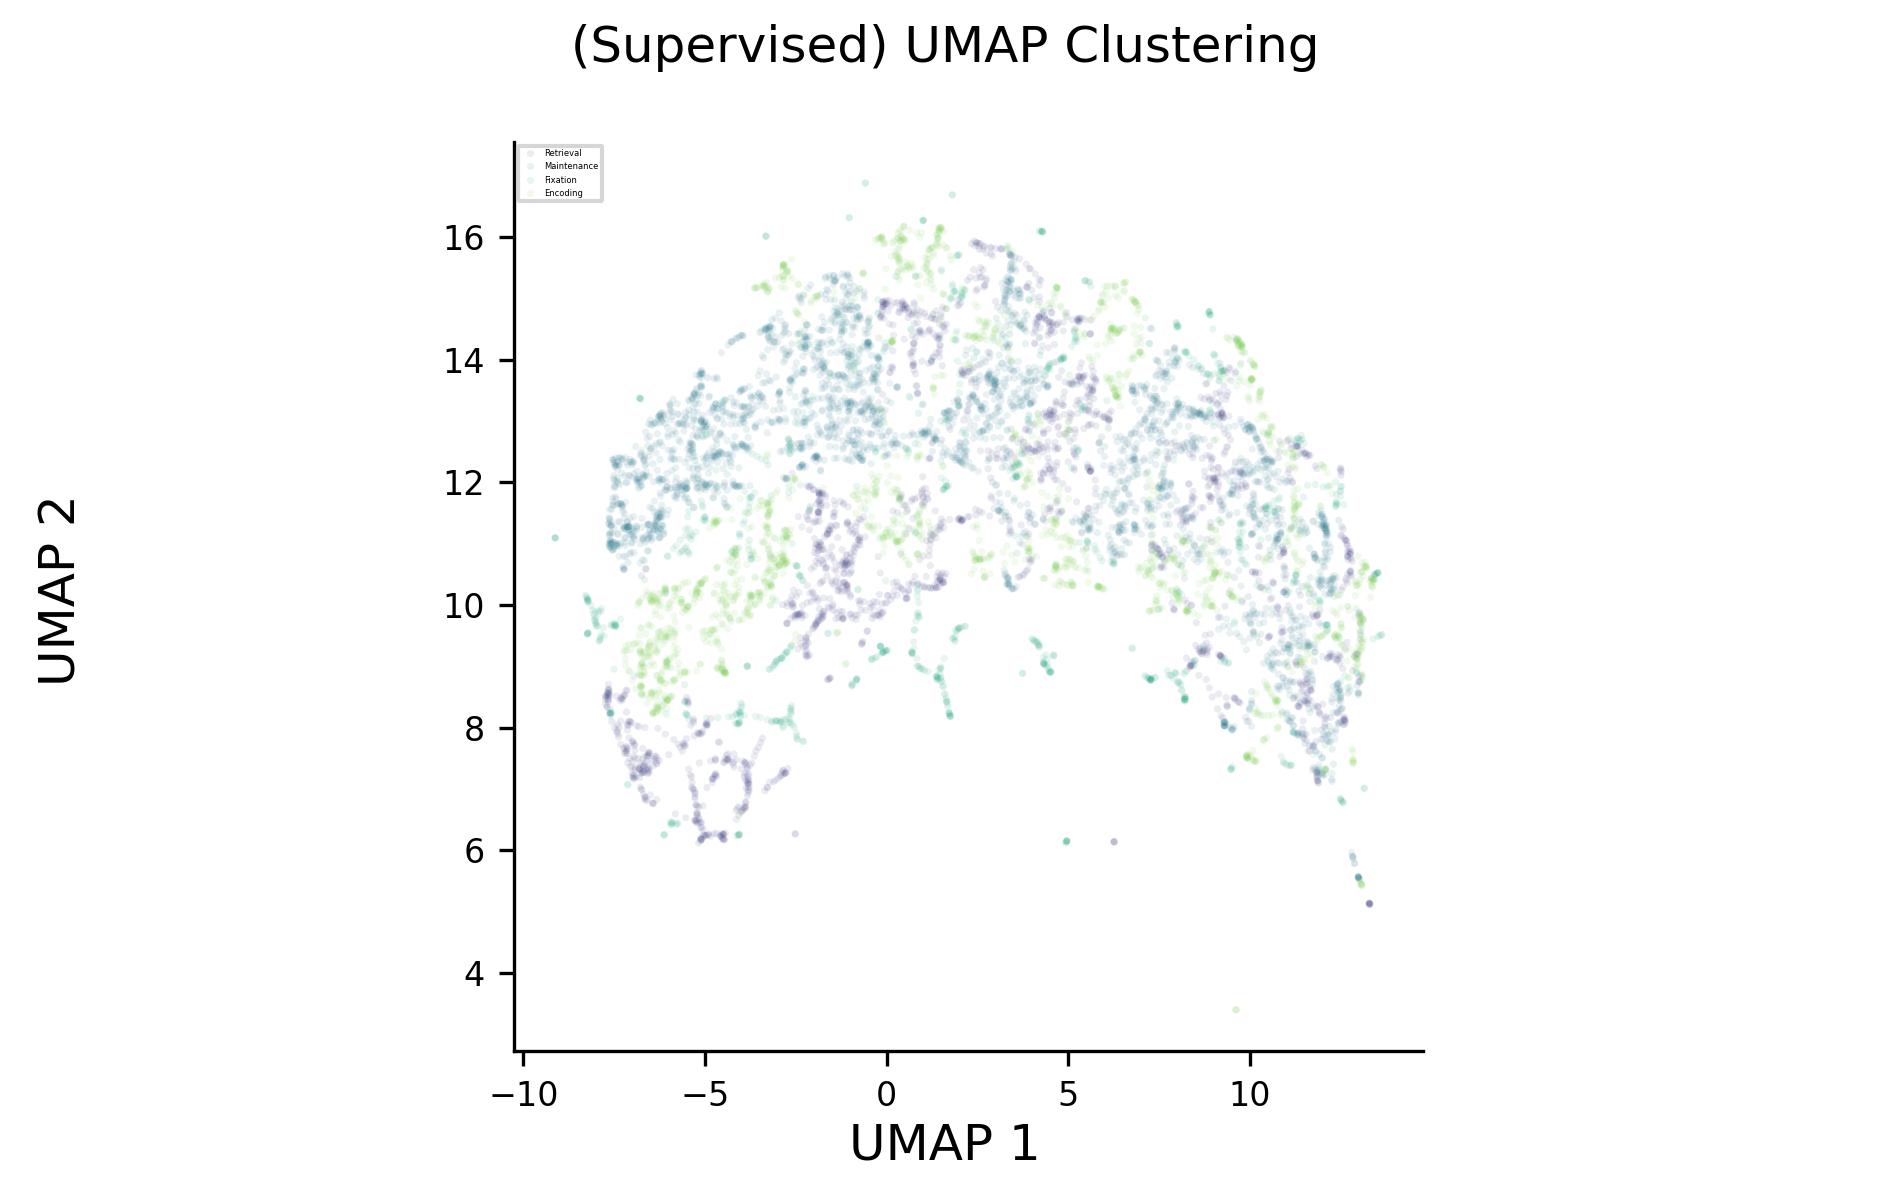 (Supervised) UMAP Clustering
Retrieval
Maintenance
Fixation
Encoding
UMAP 2
16
14
12
10
8
6
4
−10
−5
0
5
10
UMAP 1